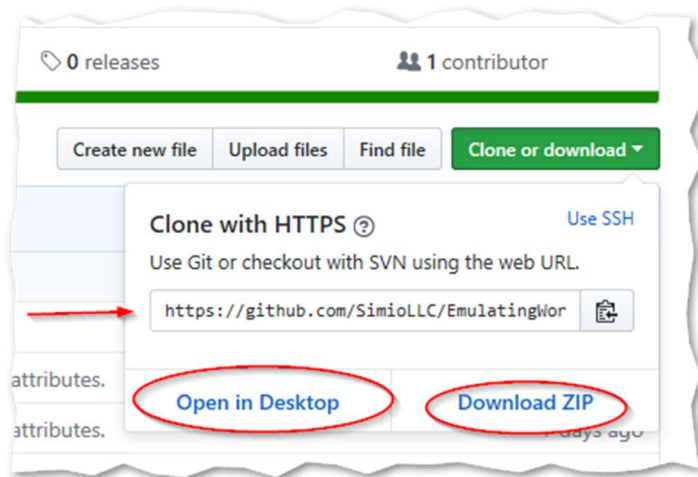 0 releases
1 contributor
Create new file
Upload files
Find file
Clone or download
Clone with HTTPS
Use SSH
Use Git or checkout with SVN using the web URL.
https://github.com/SimioLLC/EmulatingWor
attributes.
Open in Desktop
Download ZIP
attributes.
days ago